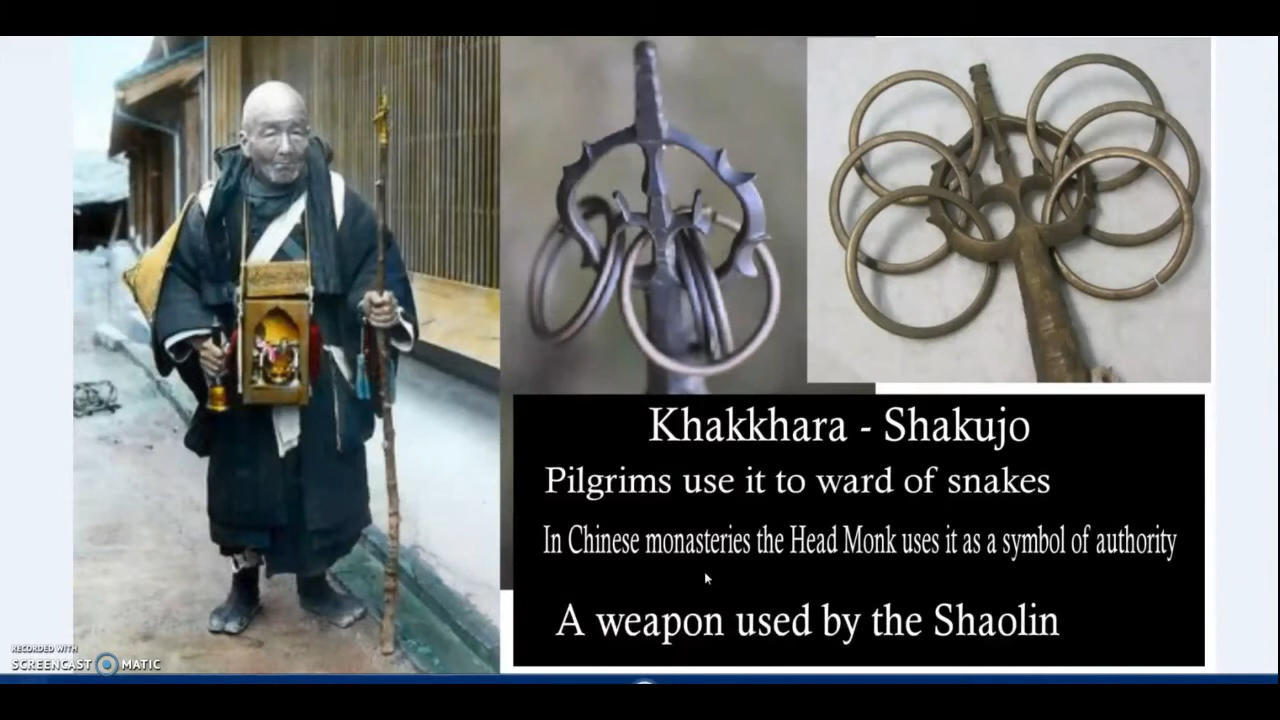 Khakkhara - Shakujo
Pilgrims use it to ward of snakes
In Chinese monasteries the Head Monk uses it as a symbol of authority
A weapon used by the Shaolin
RECORDED WITH
SCREENCAST MATIC